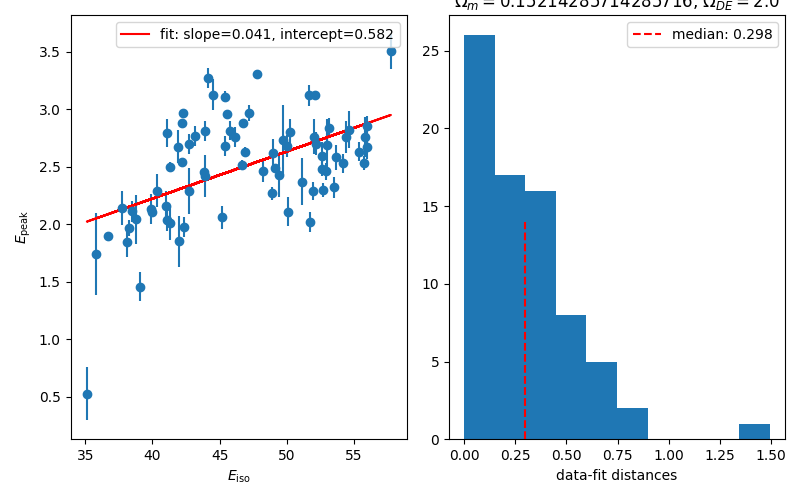 Ω_m = 0.15214285714285716, Ω_DE = 2.0
fit: slope=0.041, intercept=0.582
median: 0.298
E_peak
3.5
3.0
2.5
2.0
1.5
1.0
0.5
35 40 45 50 55
E_iso
25
20
15
10
5
0
0.00 0.25 0.50 0.75 1.00 1.25 1.50
data-fit distances